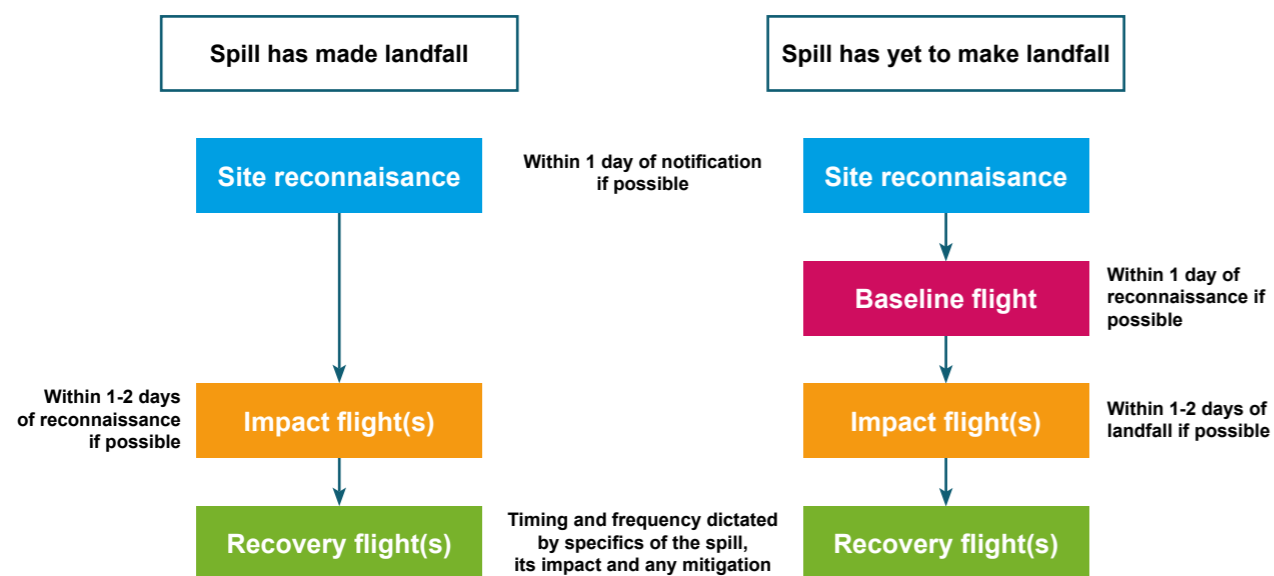 Spill has made landfall
Spill has yet to make landfall
Site reconnaisance
Within 1 day of notification
if possible
Site reconnaisance
Baseline flight
Within 1 day of
reconnaissance if
possible
Within 1-2 days
of reconnaissance
if possible
Impact flight(s)
Impact flight(s)
Within 1-2 days of
landfall if possible
Recovery flight(s)
Timing and frequency dictated
by specifics of the spill,
its impact and any mitigation
Recovery flight(s)